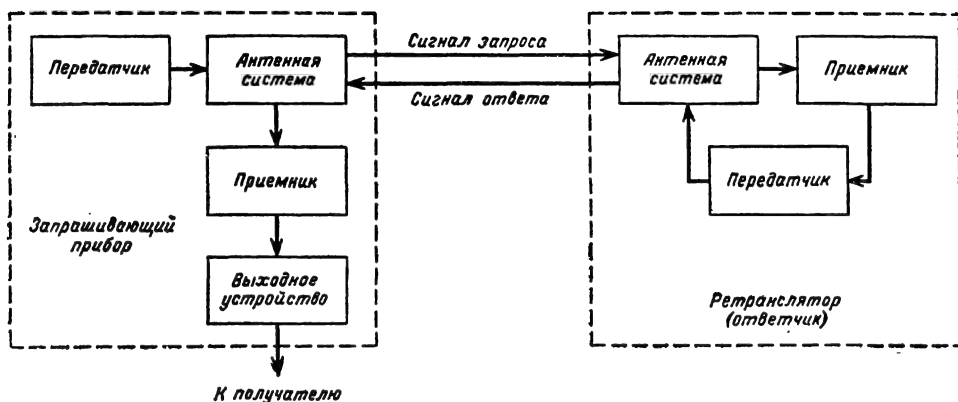 Сигнал запроса
Передатчик
Антенная
система
Антенная
система
Приемник
Сигнал ответа
Приемник
Передатчик
Запрашивающий
прибор
Выходное
устройство
Ретранслятор
(ответчик)
К получателю